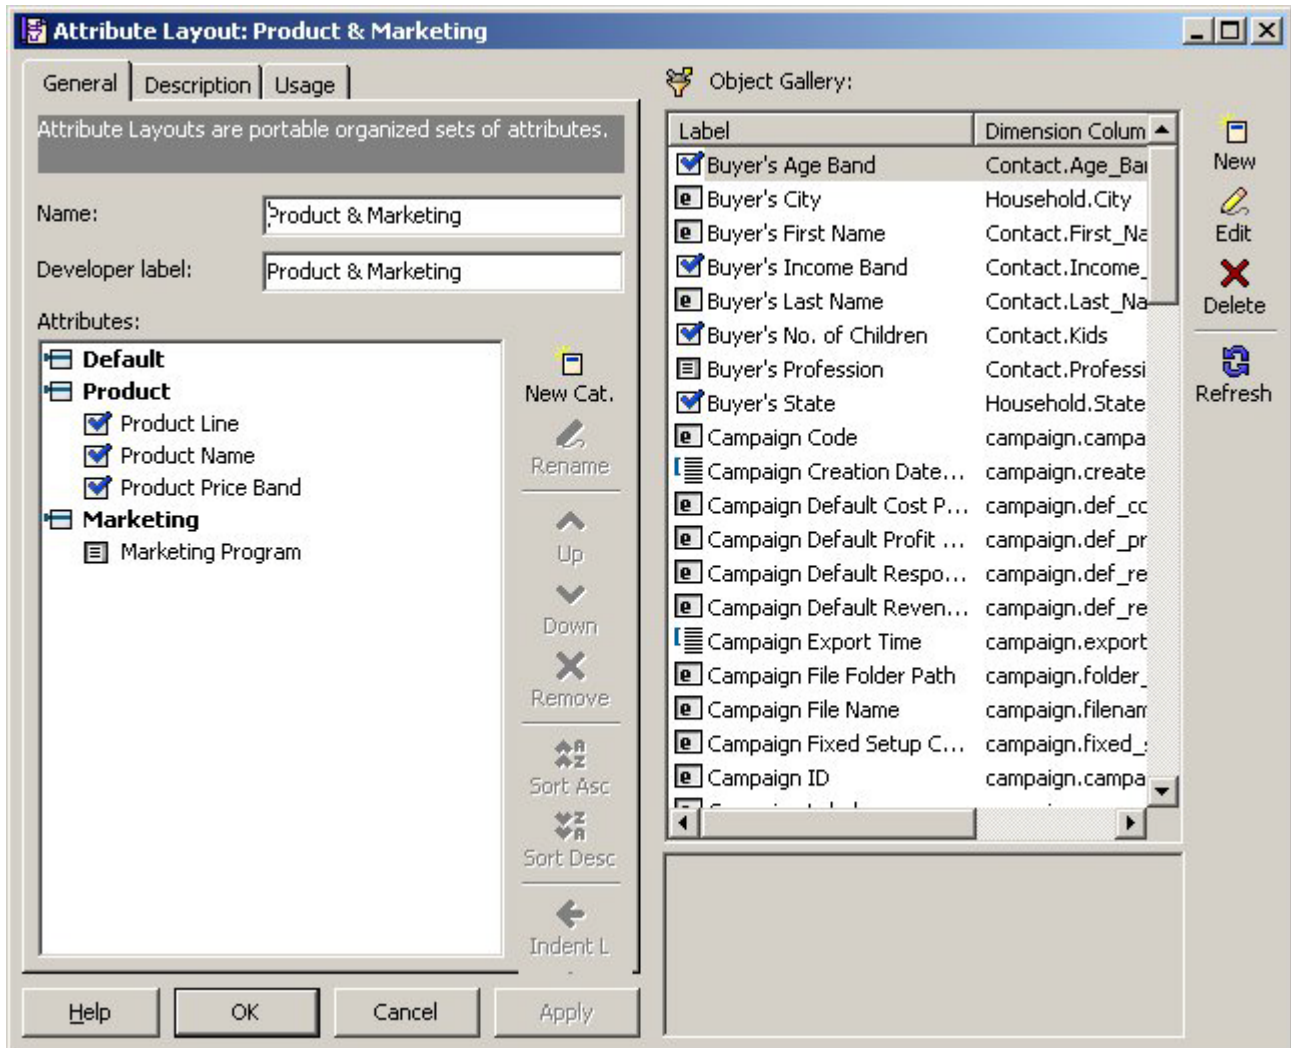 Attribute Layout: Product & Marketing
General
Description
Usage
Attribute Layouts are portable organized sets of attributes.
Name:
Product & Marketing
Developer label:
Product & Marketing
Attributes:
Default
Product
Product Line
Product Name
Product Price Band
Marketing
Marketing Program
New Cat.
Rename
Up
Down
Remove
Sort Asc
Sort Desc
Indent L
Help
OK
Cancel
Apply
Object Gallery:
Label Dimension Colum
Buyer's Age Band Contact.Age_Bar
Buyer's City Household.City
Buyer's First Name Contact.First_Na
Buyer's Income Band Contact.Income_
Buyer's Last Name Contact.Last_Na
Buyer's No. of Children Contact.Kids
Buyer's Profession Contact.Professi
Buyer's State Household.State
Campaign Code campaign.campa
Campaign Creation Date... campaign.create
Campaign Default Cost P... campaign.def_cc
Campaign Default Profit ... campaign.def_pr
Campaign Default Respo... campaign.def_re
Campaign Default Reven... campaign.def_re
Campaign Export Time campaign.export
Campaign File Folder Path campaign.folder_
Campaign File Name campaign.filenam
Campaign Fixed Setup C... campaign.fixed_
Campaign ID campaign.campa
New
Edit
Delete
Refresh